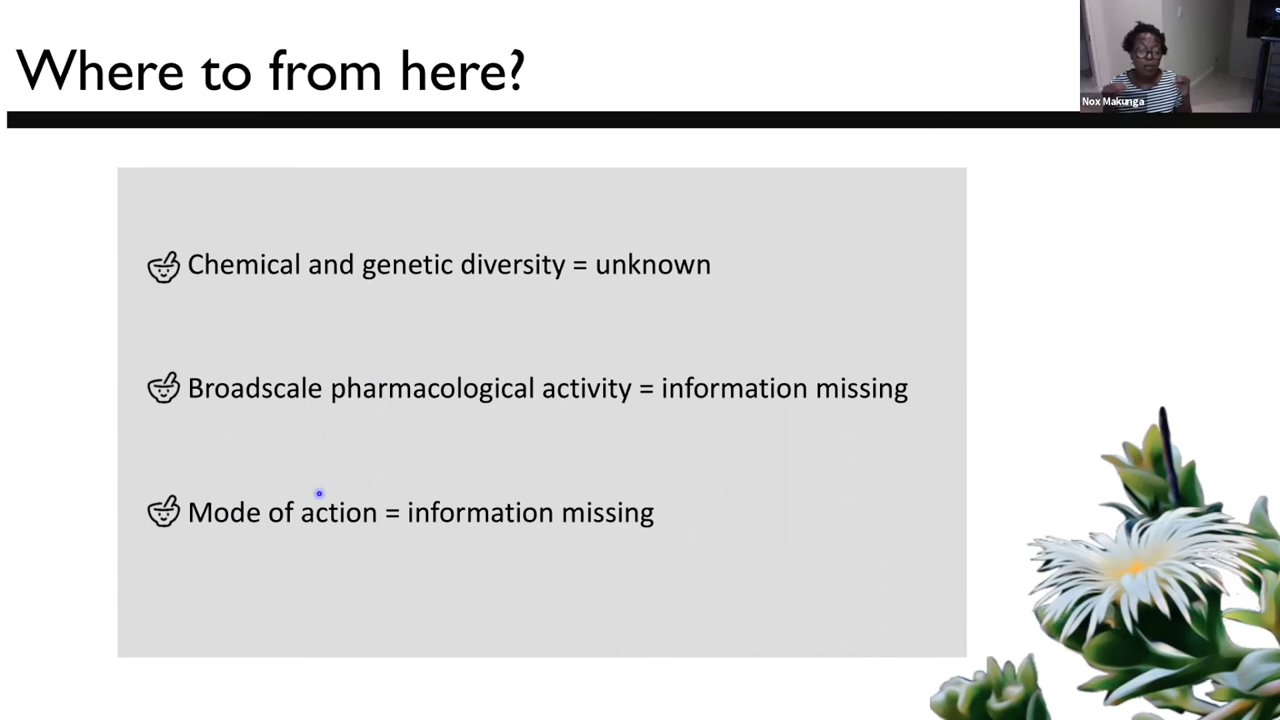 Where to from here?
Nox Makunga
Chemical and genetic diversity = unknown
Broadscale pharmacological activity = information missing
Mode of action = information missing